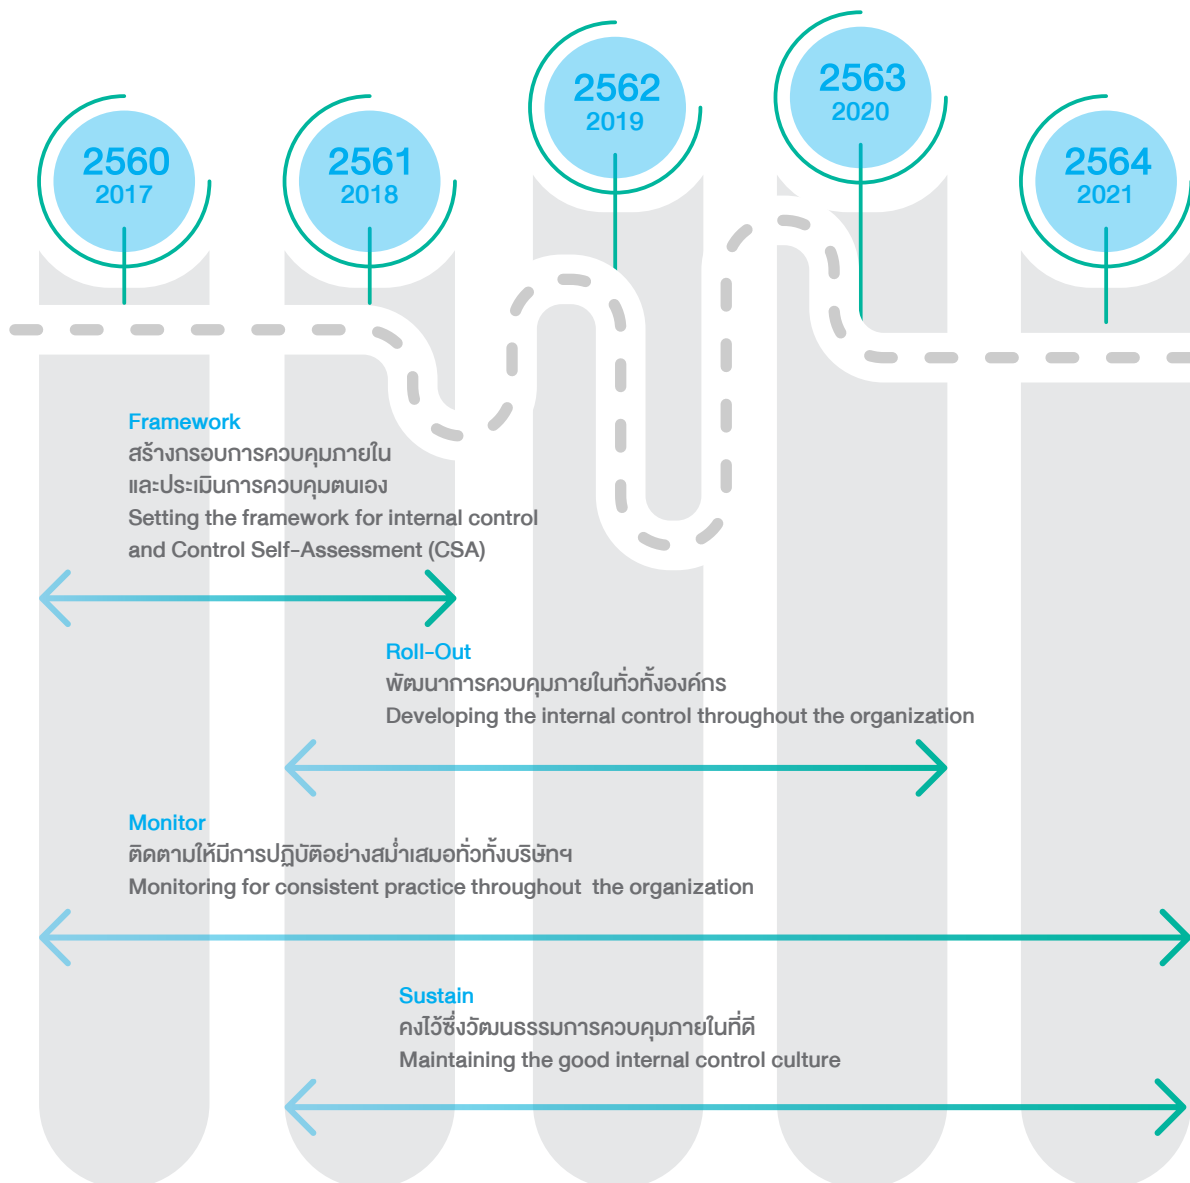 2560
2017
2561
2018
2562
2019
2563
2020
2564
2021
Framework
สร้างกรอบการควบคุมภายใน
และประเมินการควบคุมตนเอง
Setting the framework for internal control
and Control Self-Assessment (CSA)
Roll-Out
พัฒนาการควบคุมภายในทั่วทั้งองค์กร
Developing the internal control throughout the organization
Monitor
ติดตามให้มีการปฏิบัติอย่างสม่ำเสมอทั่วทั้งบริษัทฯ
Monitoring for consistent practice throughout the organization
Sustain
คงไว้ซึ่งวัฒนธรรมการควบคุมภายในที่ดี
Maintaining the good internal control culture